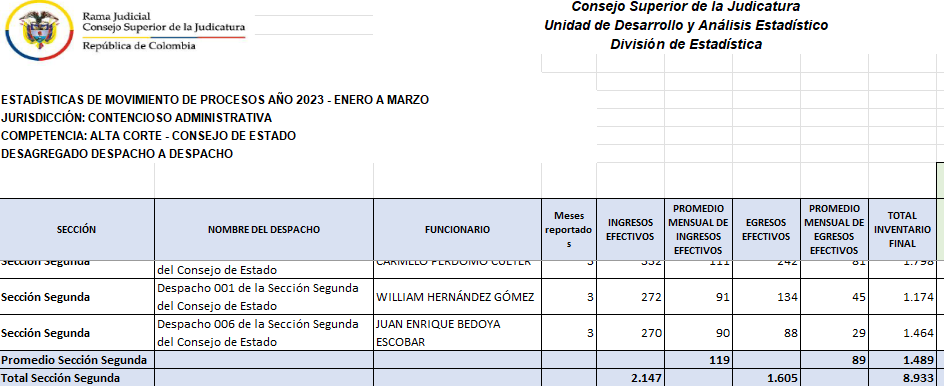 Rama Judicial
Consejo Superior de la Judicatura
República de Colombia
Consejo Superior de la Judicatura
Unidad de Desarrollo y Análisis Estadístico
División de Estadística
ESTADÍSTICAS DE MOVIMIENTO DE PROCESOS AÑO 2023 - ENERO A MARZO
JURISDICCIÓN: CONTENCIOSO ADMINISTRATIVA
COMPETENCIA: ALTA CORTE - CONSEJO DE ESTADO
DESAGREGADO DESPACHO A DESPACHO
SECCIÓN NOMBRE DEL DESPACHO FUNCIONARIO Meses reportado s INGRESOS EFECTIVOS PROMEDIO MENSUAL DE INGRESOS EFECTIVOS EGRESOS EFECTIVOS PROMEDIO MENSUAL DE EGRESOS EFECTIVOS TOTAL INVENTARIO FINAL
Sección Segunda del Consejo de Estado CARMELO PERDOMO CUÉTER 3 332 111 242 81 1.798
Sección Segunda Despacho 001 de la Sección Segunda del Consejo de Estado WILLIAM HERNÁNDEZ GÓMEZ 3 272 91 134 45 1.174
Sección Segunda Despacho 006 de la Sección Segunda del Consejo de Estado JUAN ENRIQUE BEDOYA ESCOBAR 3 270 90 88 29 1.464
Promedio Sección Segunda 119 89 1.489
Total Sección Segunda 2.147 1.605 8.933